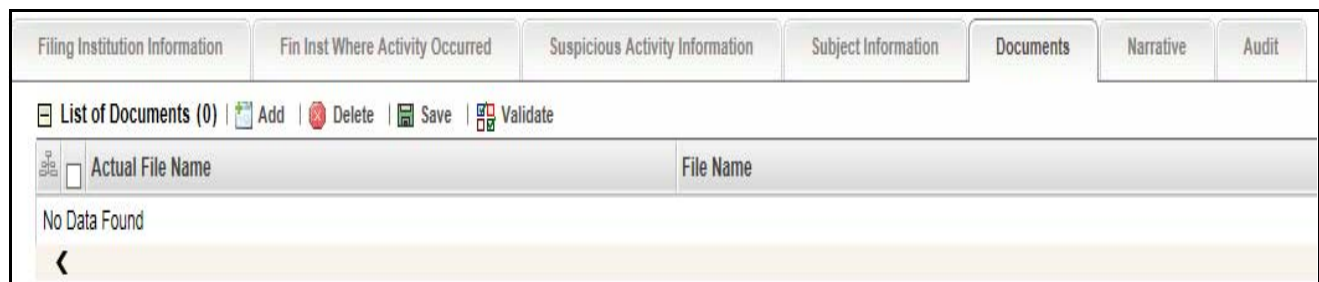 Filing Institution Information Fin Inst Where Activity Occurred Suspicious Activity Information Subject Information Documents Narrative Audit
List of Documents (0) | Add | Delete | Save | Validate
Actual File Name File Name
No Data Found